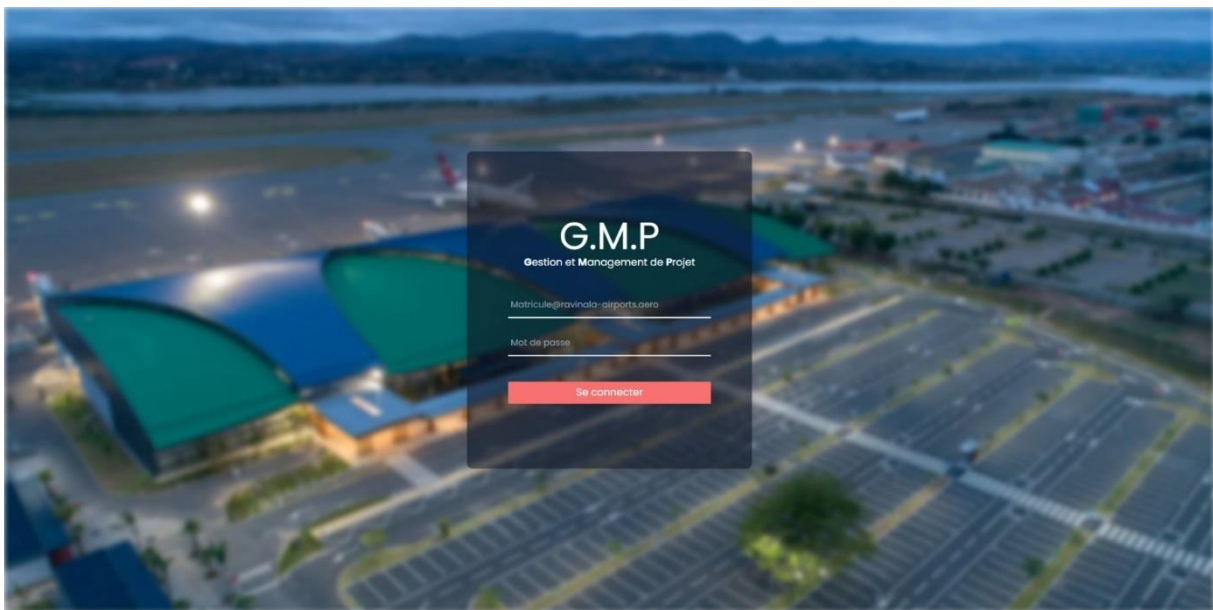 G.M.P
Gestion et Management de Projet
Matricule@ravinala-airports.aero
Mot de passe
Se connecter